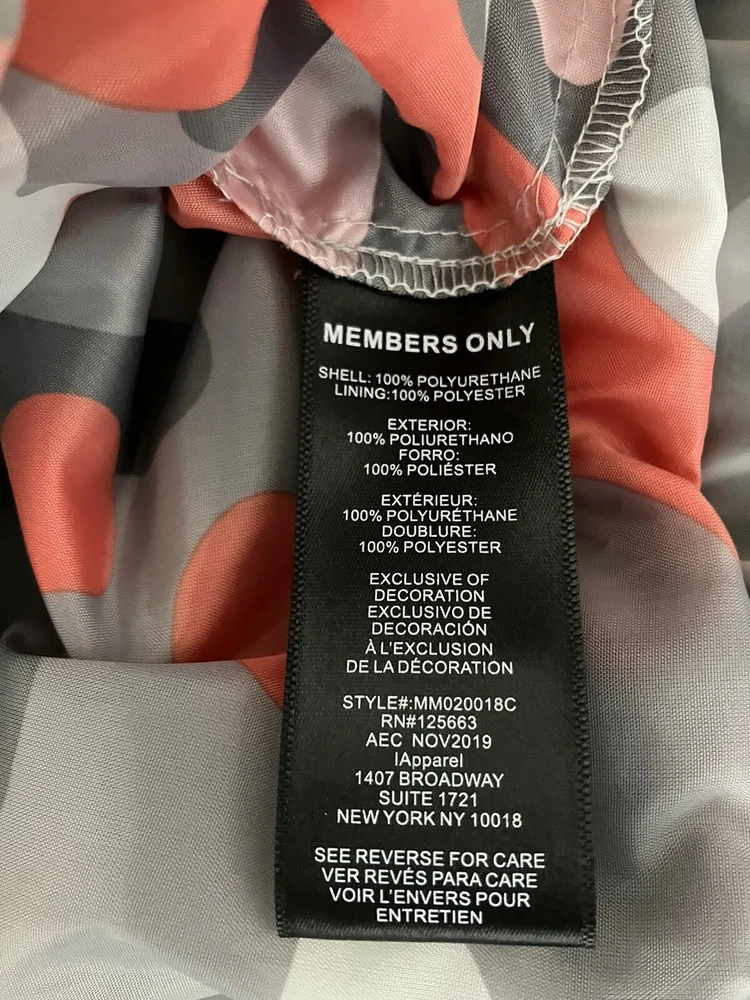 MEMBERS ONLY
SHELL: 100% POLYURETHANE
LINING:100% POLYESTER
EXTERIOR:
100% POLIURETHANO
FORRO:
100% POLIÉSTER
EXTÉRIEUR:
100% POLYURÉTHANE
DOUBLURE:
100% POLYESTER
EXCLUSIVE OF
DECORATION
EXCLUSIVO DE
DECORACIÓN
À L'EXCLUSION
DE LA DÉCORATION
STYLE#:MM020018C
RN#125663
AEC NOV2019
IApparel
1407 BROADWAY
SUITE 1721
NEW YORK NY 10018
SEE REVERSE FOR CARE
VER REVÉS PARA CARE
VOIR L'ENVERS POUR
ENTRETIEN